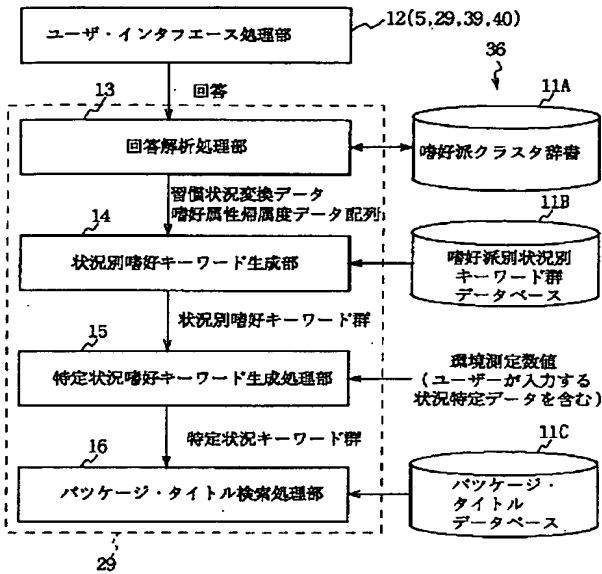 ユーザ・インタフエース処理部
12(5,29,39,40)
36
回答
13
回答解析処理部
11A
嗜好派クラスタ辞書
習慣状況変換データ
嗜好属性帰属度データ配列
14
状況別嗜好キーワード生成部
11B
嗜好派別状況別
キーワード群
データベース
状況別嗜好キーワード群
15
特定状況嗜好キーワード生成処理部
環境測定数値
(ユーザーが入力する
状況特定データを含む)
特定状況キーワード群
16
パツケージ・タイトル検索処理部
11C
パツケージ・
タイトル
データベース
29